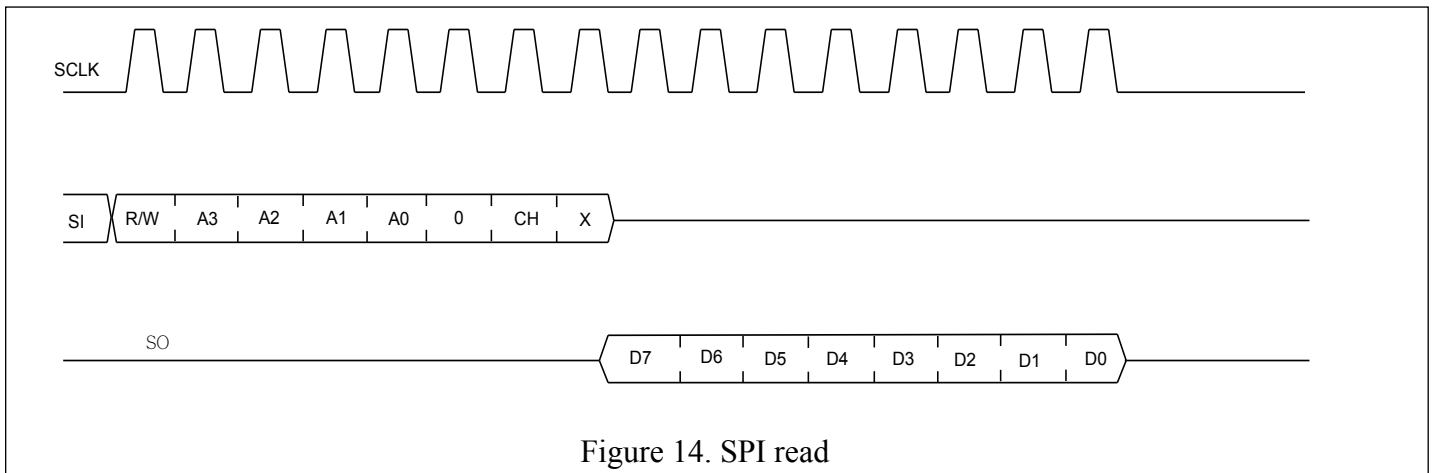 SCLK
SI R/W A3 A2 A1 A0 0 CH X
SO
D7 D6 D5 D4 D3 D2 D1 D0
Figure 14. SPI read